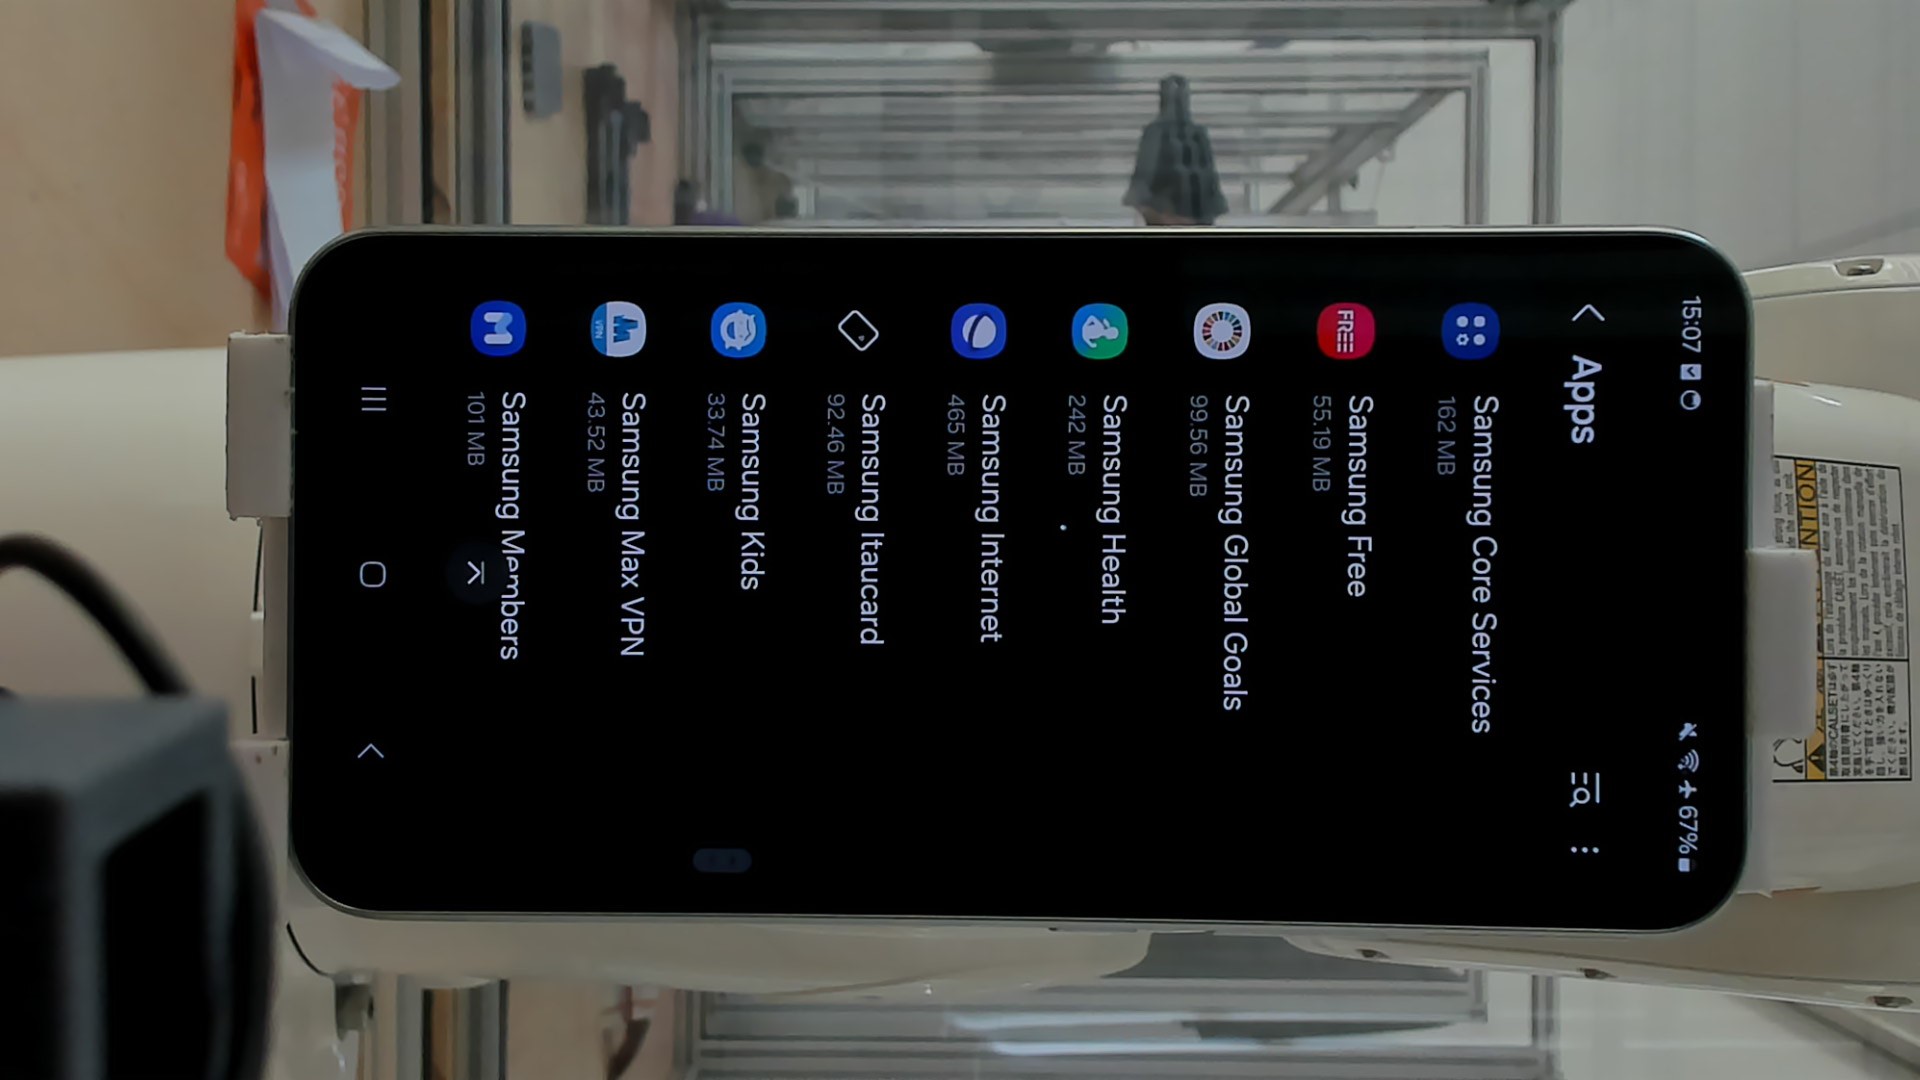 15:07
67%
Apps
Samsung Core Services
162 MB
FREE
Samsung Free
55.19 MB
Samsung Global Goals
99.56 MB
Samsung Health
242 MB
Samsung Internet
465 MB
Samsung Itaucard
92.46 MB
Samsung Kids
33.74 MB
VPN
Samsung Max VPN
43.52 MB
Samsung Members
101 MB